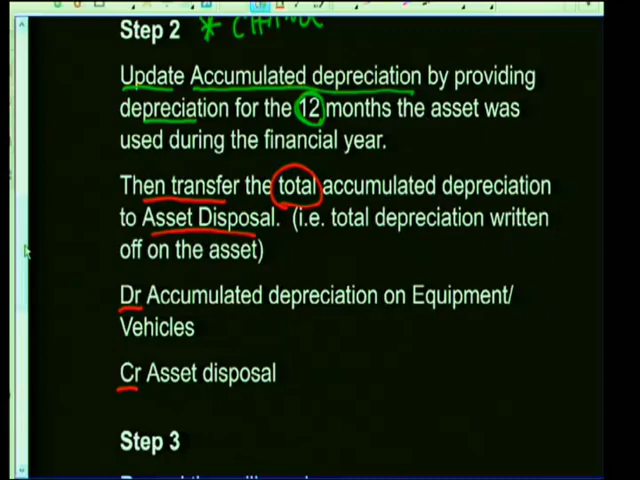 Step 2 *
Update Accumulated depreciation by providing
depreciation for the 12 months the asset was
used during the financial year.
Then transfer the total accumulated depreciation
to Asset Disposal. (i.e. total depreciation written
off on the asset)
Dr Accumulated depreciation on Equipment/
Vehicles
Cr Asset disposal
Step 3